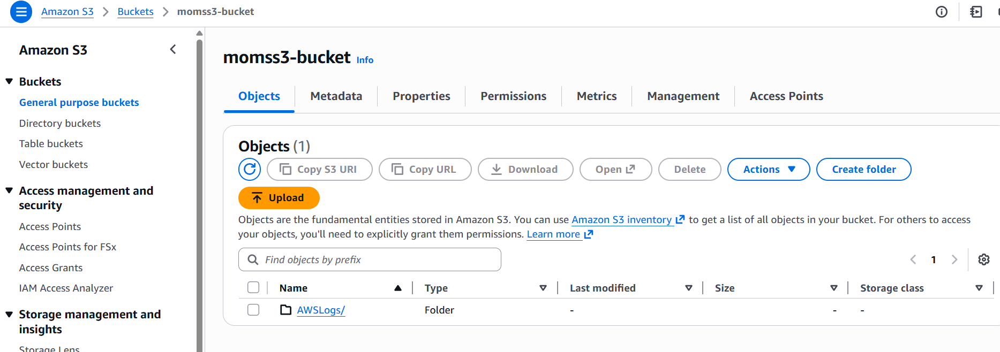 Amazon S3 > Buckets > momss3-bucket
Amazon S3
Buckets
General purpose buckets
Directory buckets
Table buckets
Vector buckets
Access management and
security
Access Points
Access Points for FSx
Access Grants
IAM Access Analyzer
Storage management and
insights
Storage Lens
momss3-bucket Info
Objects Metadata Properties Permissions Metrics Management Access Points
Objects (1)
Copy S3 URI Copy URL Download Open Delete Actions Create folder
Upload
Objects are the fundamental entities stored in Amazon S3. You can use Amazon S3 inventory to get a list of all objects in your bucket. For others to access
your objects, you'll need to explicitly grant them permissions. Learn more
Find objects by prefix
1
Name Type Last modified Size Storage class
AWSLogs/ Folder - - -